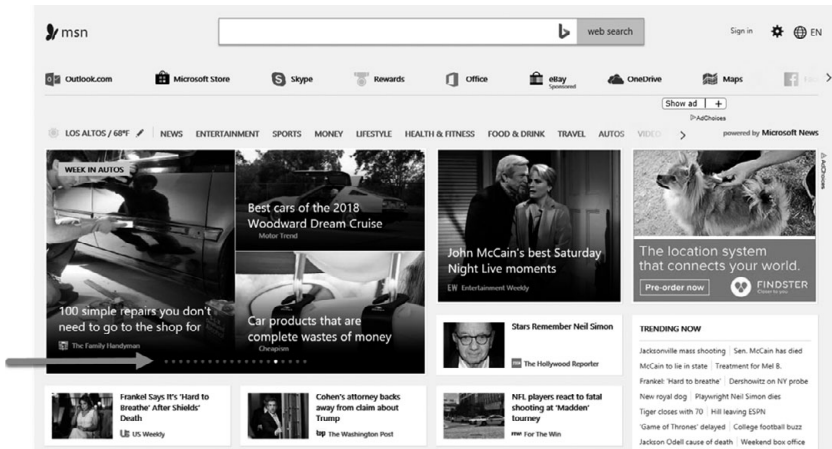 msn
web search
Sign in
EN
Outlook.com
Microsoft Store
Skype
Rewards
Office
eBay
Sponsored
OneDrive
Maps
Show ad +
AdChoices
LOS ALTOS / 68°F
NEWS
ENTERTAINMENT
SPORTS
MONEY
LIFESTYLE
HEALTH & FITNESS
FOOD & DRINK
TRAVEL
AUTOS
VIDEO
powered by Microsoft News
WEEK IN AUTOS
100 simple repairs you don't
need to go to the shop for
The Family Handyman
Best cars of the 2018
Woodward Dream Cruise
Motor Trend
Car products that are
complete wastes of money
Cheapism
John McCain's best Saturday
Night Live moments
EW Entertainment Weekly
AdChoices
The location system
that connects your world.
Pre-order now
FINDSTER
Stars Remember Neil Simon
The Hollywood Reporter
TRENDING NOW
Jacksonville mass shooting | Sen. McCain has died
McCain to lie in state | Treatment for Mel B.
Frankel: 'Hard to breathe' | Dershowitz on NY probe
New royal dog | Playwright Neil Simon dies
Tiger closes with 70 | Hill leaving ESPN
'Game of Thrones' delayed | College football buzz
Jackson Odell cause of death | Weekend box office
Frankel Says It's 'Hard to
Breathe' After Shields'
Death
US Weekly
Cohen's attorney backs
away from claim about
Trump
wp The Washington Post
NFL players react to fatal
shooting at 'Madden'
tourney
FTW For The Win